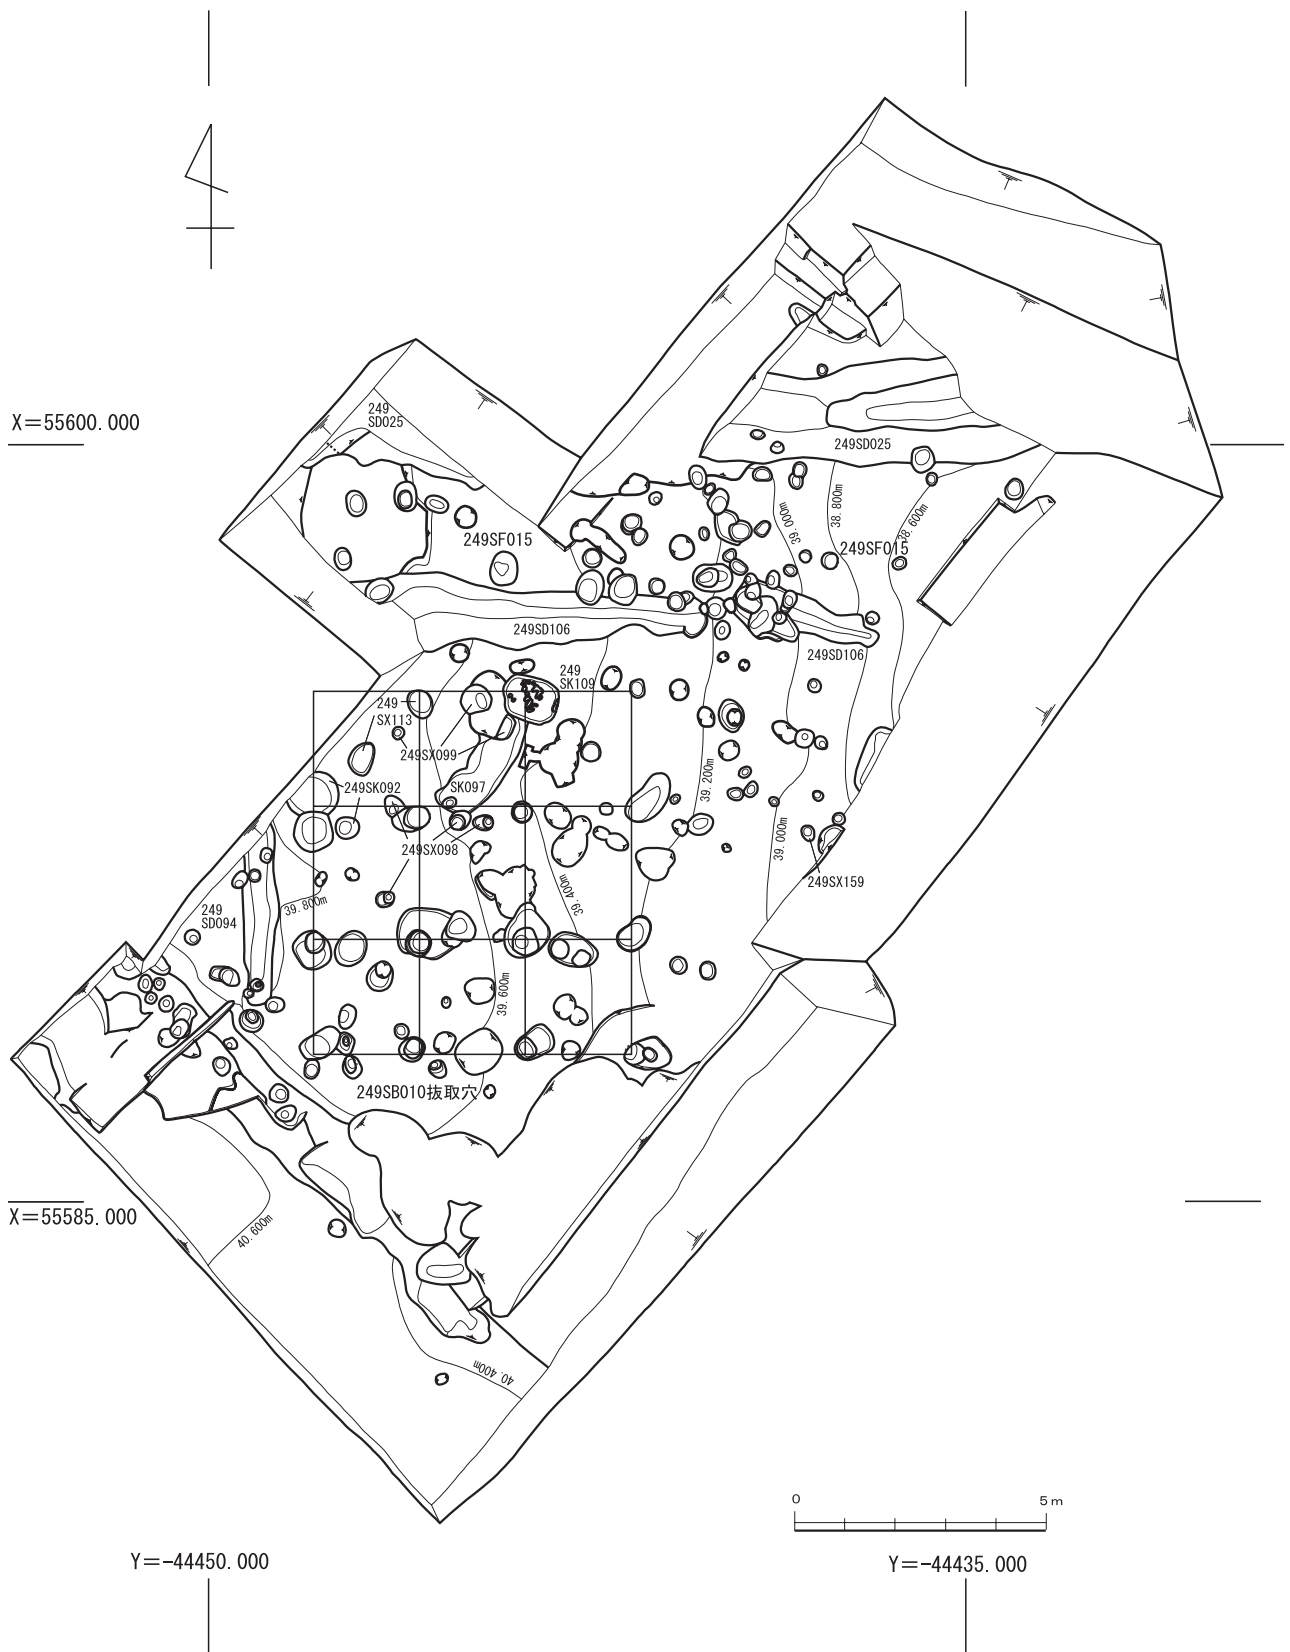 X=55600.000
249
SD025
249SD025
38.800m
39.000m
38.600m
249SF015
249SF015
249SD106
249SD106
249
SK109
249
SX113
249SX099
249SK092
SK097
39.200m
249SX098
39.000m
249SX159
39.400m
39.800m
249
SD094
39.600m
249SB010抜取穴
X=55585.000
40.600m
40.400m
0
5m
Y=-44450.000
Y=-44435.000